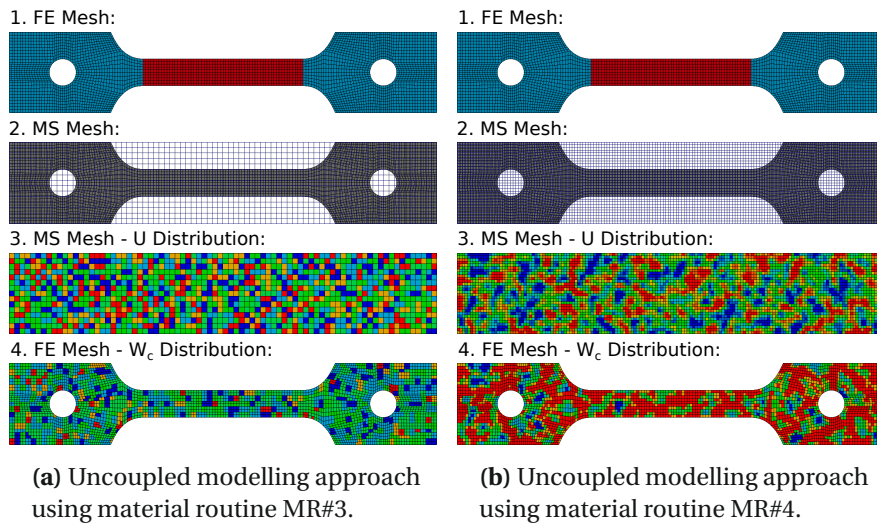 1. FE Mesh:
2. MS Mesh:
3. MS Mesh - U Distribution:
4. FE Mesh - Wc Distribution:
(a) Uncoupled modelling approach
using material routine MR#3.
1. FE Mesh:
2. MS Mesh:
3. MS Mesh - U Distribution:
4. FE Mesh - Wc Distribution:
(b) Uncoupled modelling approach
using material routine MR#4.